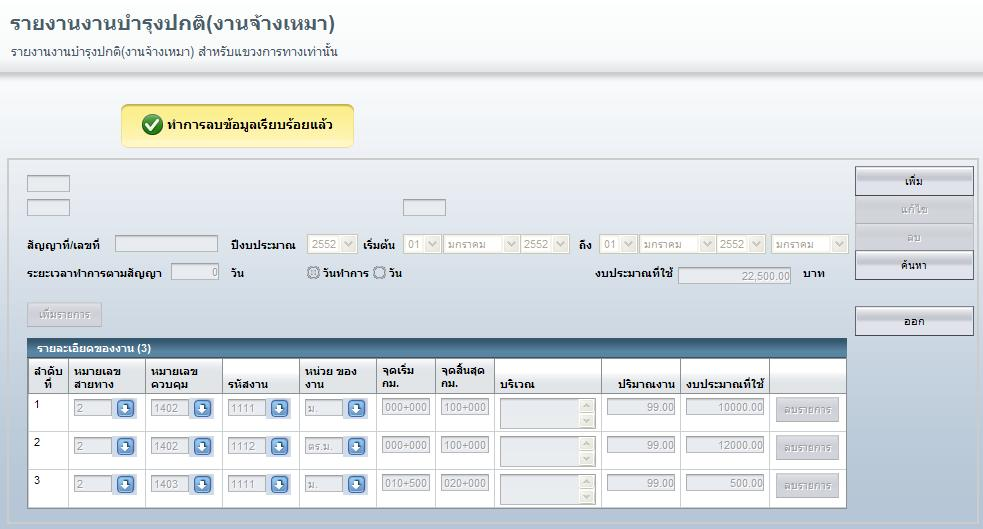 รายงานงานบำรุงปกติ(งานจ้างเหมา)
รายงานงานบำรุงปกติ(งานจ้างเหมา) สำหรับแขวงการทางเท่านั้น
ทำการลบข้อมูลเรียบร้อยแล้ว
เพิ่ม
แก้ไข
สัญญาที่/เลขที่ ปีงบประมาณ 2552 เริ่มต้น 01 มกราคม 2552 ถึง 01 มกราคม 2552 มกราคม
ลบ
ระยะเวลาทำการตามสัญญา 0 วัน วันทำการ วัน งบประมาณที่ใช้ 22,500.00 บาท
ค้นหา
เพิ่มรายการ
ออก
รายละเอียดของงาน (3)
ลำดับที่ หมายเลขสายทาง หมายเลขควบคุม รหัสงาน หน่วย ของงาน จุดเริ่ม กม. จุดสิ้นสุด กม. บริเวณ ปริมาณงาน งบประมาณที่ใช้
1 2 1402 1111 ม. 000+000 100+000 99.00 10000.00 ลบรายการ
2 2 1402 1112 ตร.ม. 000+000 100+000 99.00 12000.00 ลบรายการ
3 2 1403 1111 ม. 010+500 020+000 99.00 500.00 ลบรายการ